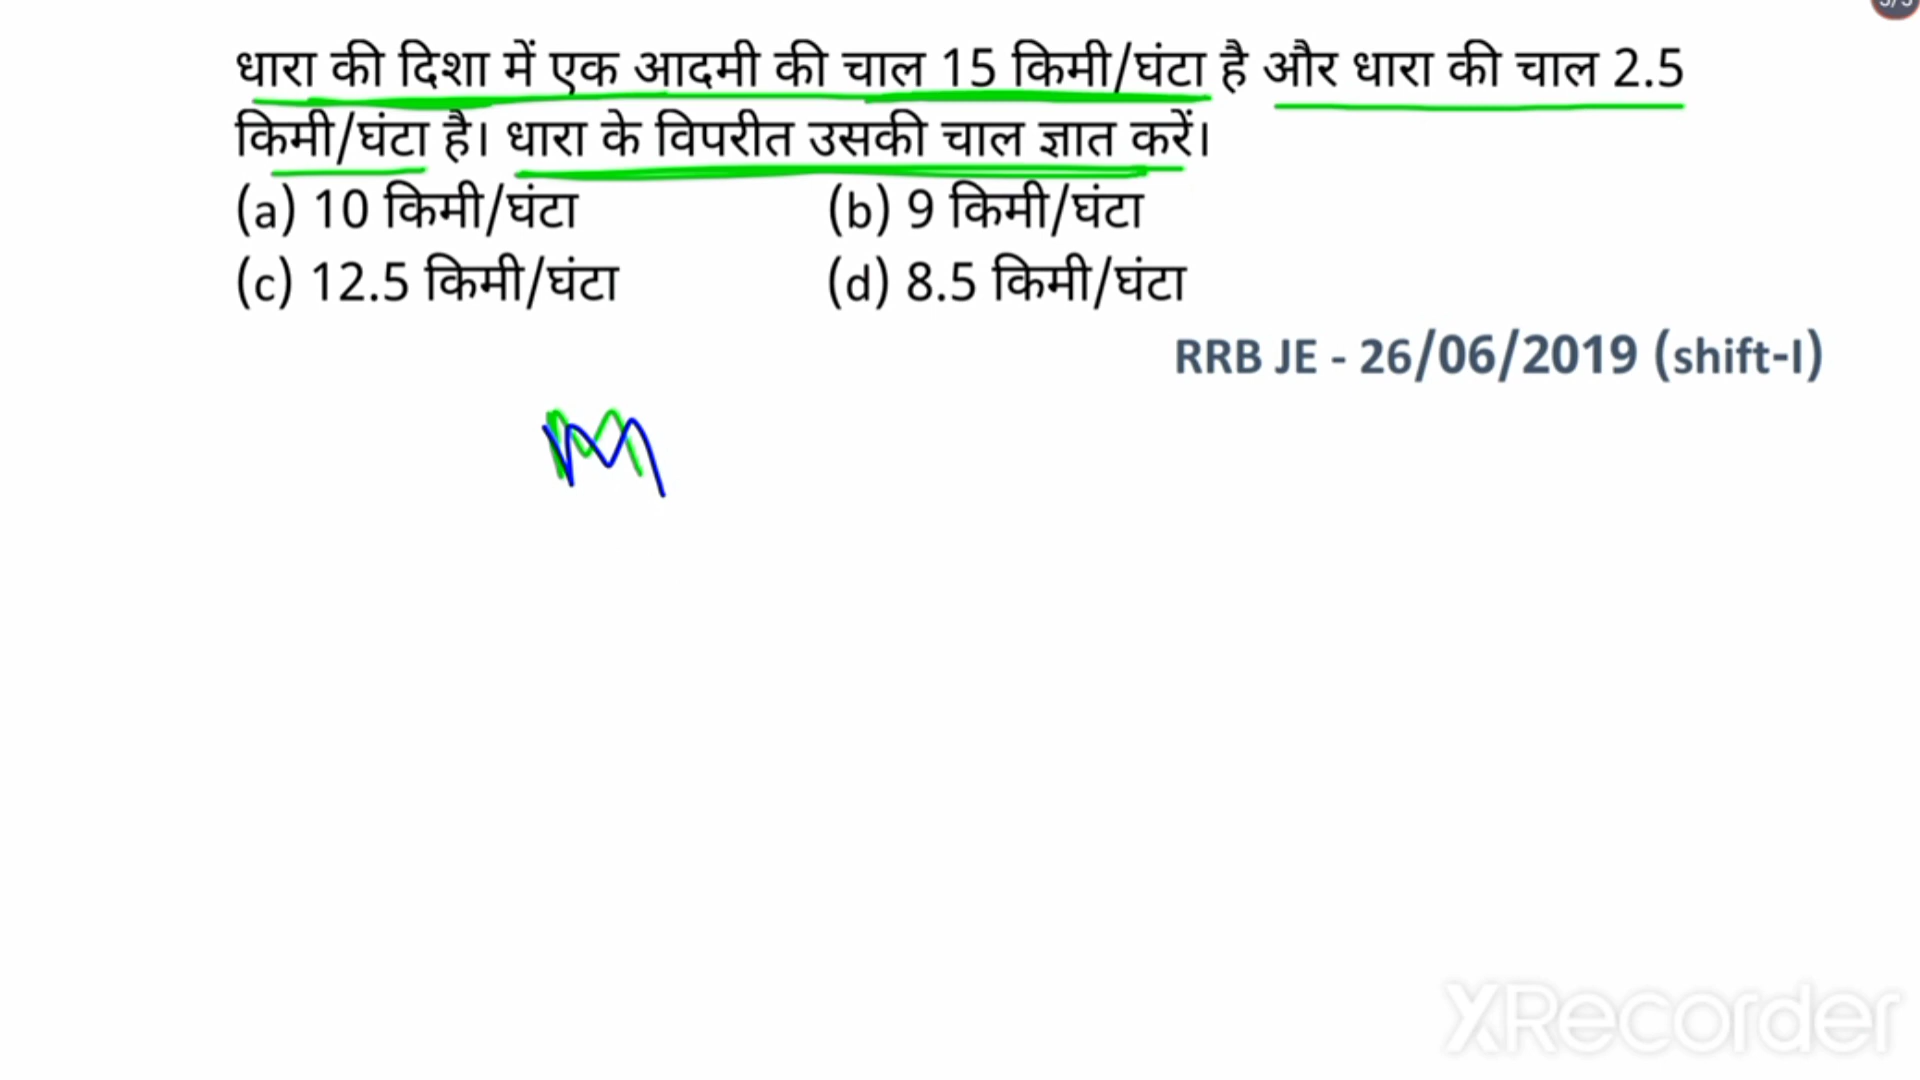 धारा की दिशा में एक आदमी की चाल 15 किमी/घंटा है और धारा की चाल 2.5
किमी/घंटा है। धारा के विपरीत उसकी चाल ज्ञात करें।
(a) 10 किमी/घंटा (b) 9 किमी/घंटा
(c) 12.5 किमी/घंटा (d) 8.5 किमी/घंटा
RRB JE - 26/06/2019 (shift-I)
XRecorder